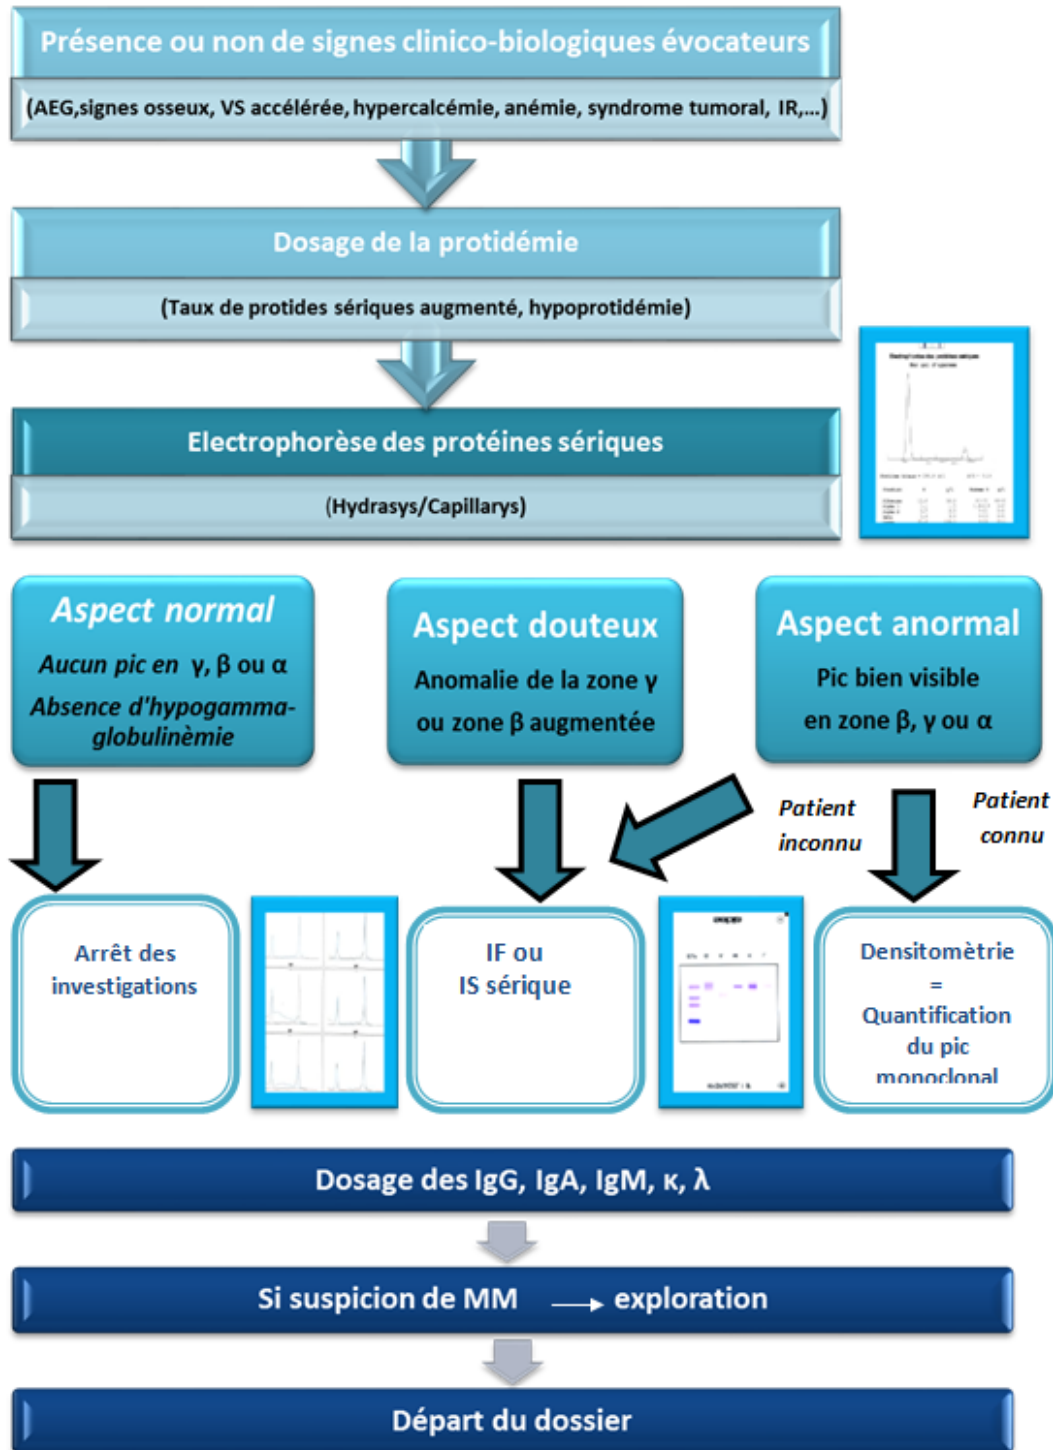 Présence ou non de signes clinico-biologiques évocateurs
(AEG,signes osseux, VS accélérée, hypercalcémie, anémie, syndrome tumoral, IR,...)
Dosage de la protidémie
(Taux de protides sériques augmenté, hypoprotidémie)
Electrophorèse des protéines sériques
(Hydrasys/Capillarys)
Aspect normal
Aucun pic en γ, β ou α
Absence d'hypogamma-
globulinèmie
Aspect douteux
Anomalie de la zone γ
ou zone β augmentée
Aspect anormal
Pic bien visible
en zone β, γ ou α
Patient
inconnu
Patient
connu
Arrêt des
investigations
IF ou
IS sérique
Densitomètrie
=
Quantification
du pic
monoclonal
Dosage des IgG, IgA, IgM, κ, λ
Si suspicion de MM → exploration
Départ du dossier